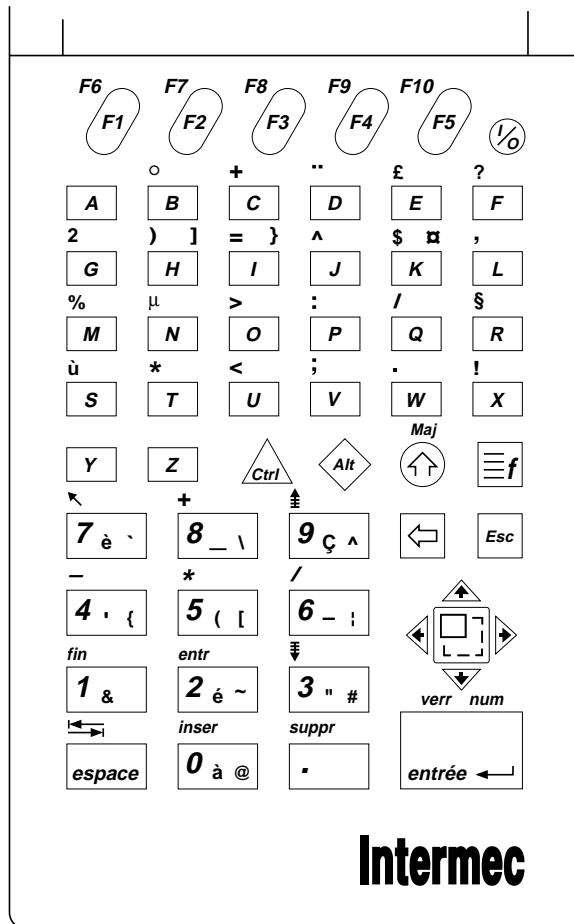 F6 F7 F8 F9 F10
F1 F2 F3 F4 F5 I/O
° + ¨ £ ?
A B C D E F
2 ) ] = } ^ $ ¤ ,
G H I J K L
% µ > : / §
M N O P Q R
ù * < ; . !
S T U V W X
Maj
Y Z Ctrl Alt f
+
7 è ` 8 _ \ 9 Ç ^ Esc
– * /
4 ' { 5 ( [ 6 – ¦
fin entr
1 & 2 é ~ 3 " #
verr num
inser suppr
espace 0 à @ . entrée
Intermec